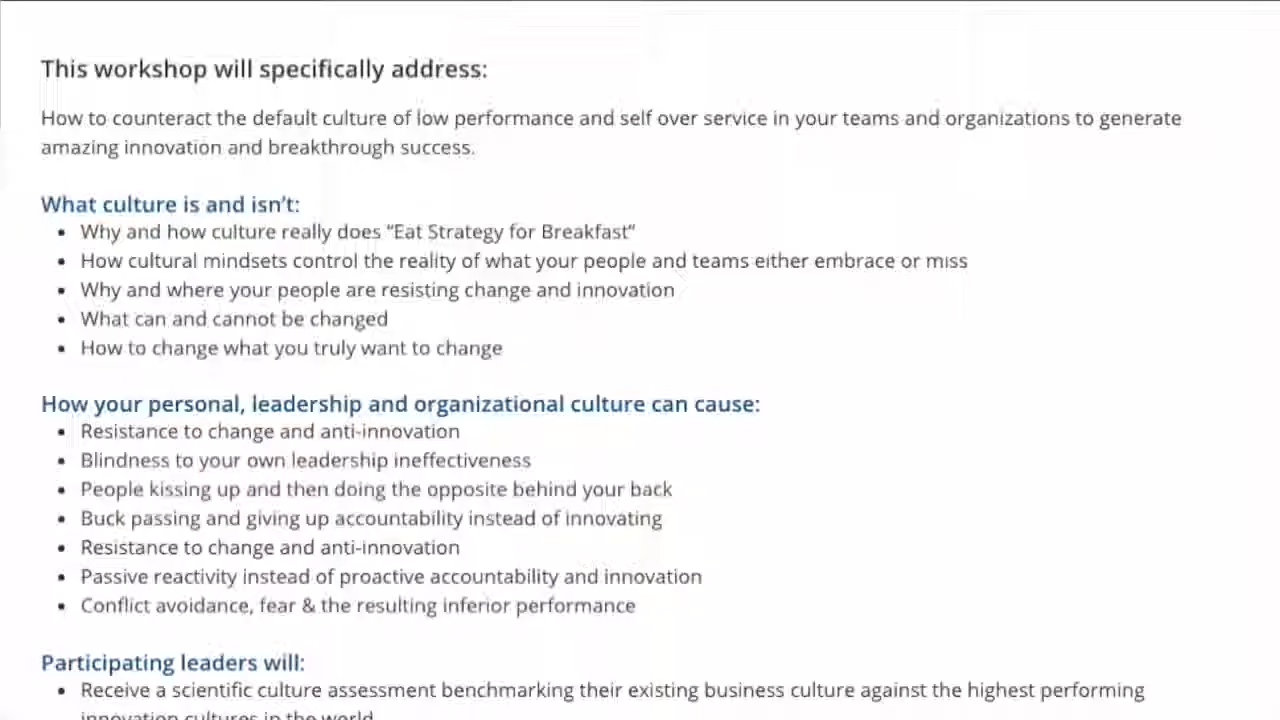 This workshop will specifically address:
How to counteract the default culture of low performance and self over service in your teams and organizations to generate
amazing innovation and breakthrough success.
What culture is and isn’t:
• Why and how culture really does “Eat Strategy for Breakfast”
• How cultural mindsets control the reality of what your people and teams either embrace or miss
• Why and where your people are resisting change and innovation
• What can and cannot be changed
• How to change what you truly want to change
How your personal, leadership and organizational culture can cause:
• Resistance to change and anti-innovation
• Blindness to your own leadership ineffectiveness
• People kissing up and then doing the opposite behind your back
• Buck passing and giving up accountability instead of innovating
• Resistance to change and anti-innovation
• Passive reactivity instead of proactive accountability and innovation
• Conflict avoidance, fear & the resulting inferior performance
Participating leaders will:
• Receive a scientific culture assessment benchmarking their existing business culture against the highest performing
innovation cultures in the world